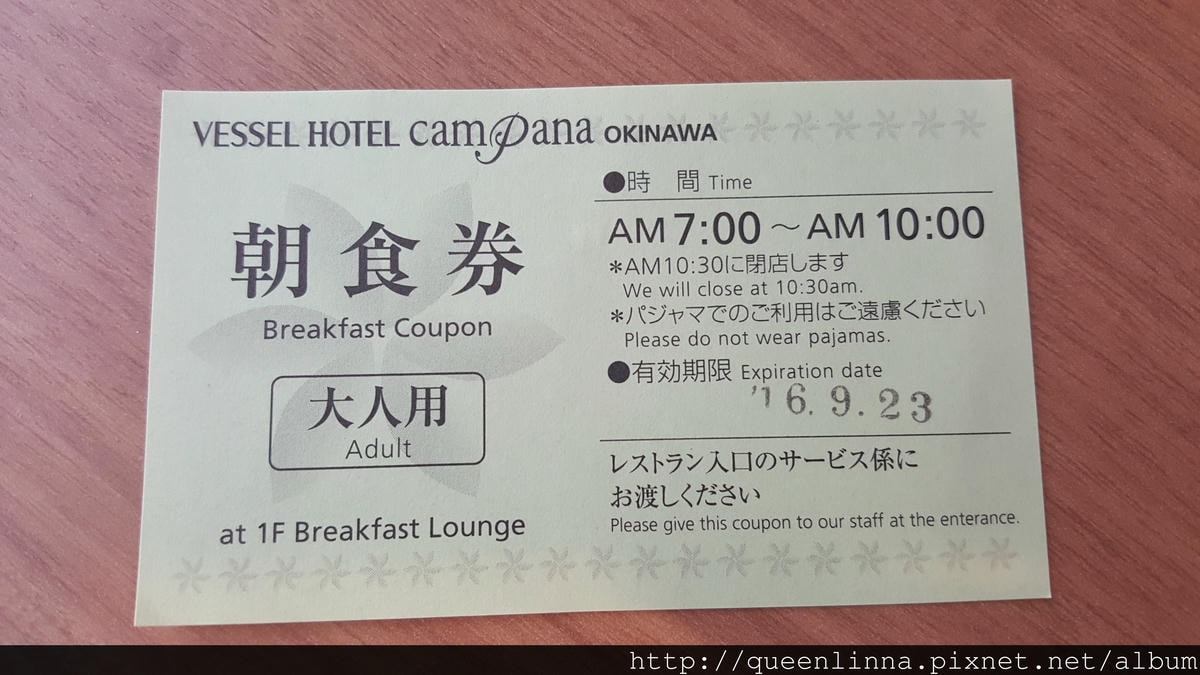 VESSEL HOTEL campana OKINAWA
朝食券
Breakfast Coupon
大人用
Adult
at 1F Breakfast Lounge
●時 間 Time
AM 7:00 ~ AM 10:00
*AM10:30に閉店します
We will close at 10:30am.
*パジャマでのご利用はご遠慮ください
Please do not wear pajamas.
●有効期限 Expiration date
'16. 9. 23
レストラン入口のサービス係に
お渡しください
Please give this coupon to our staff at the enterance.
http://queenlinna.pixnet.net/album